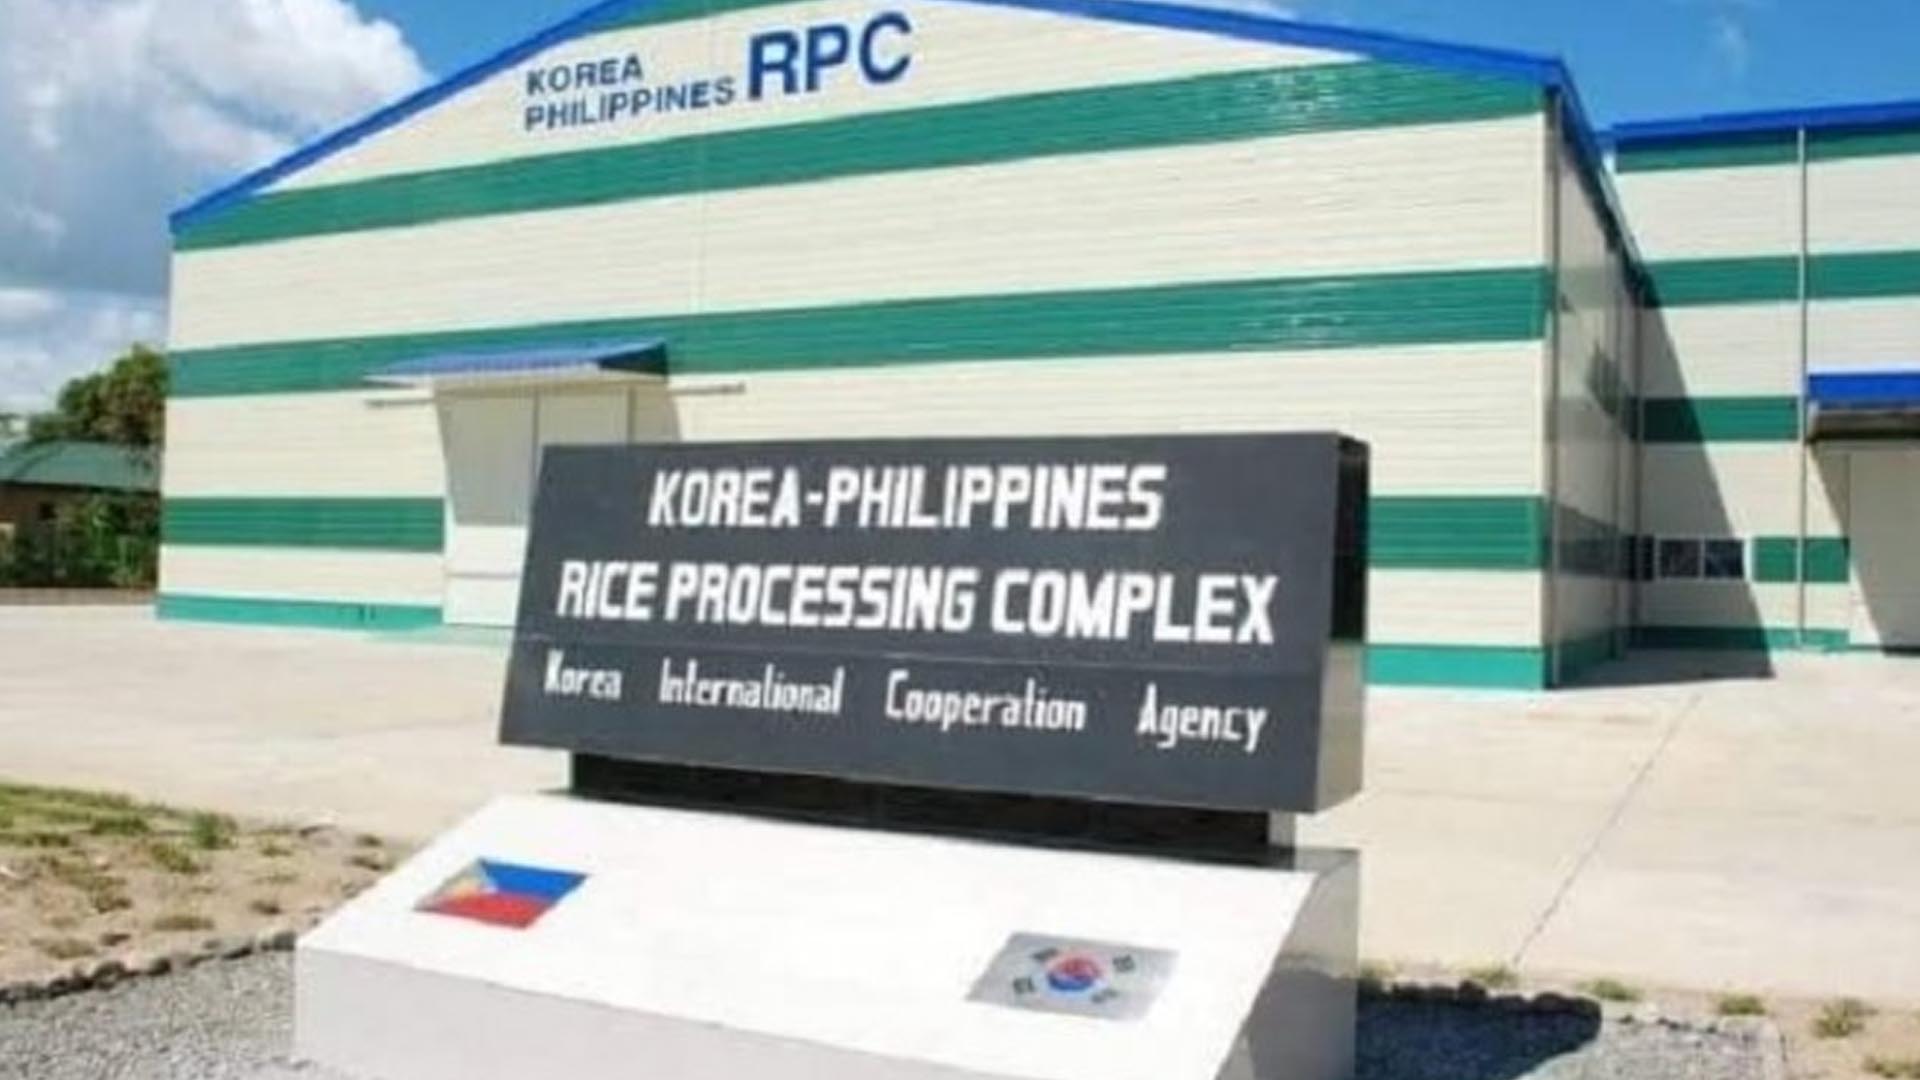 KOREA
PHILIPPINES RPC
KOREA-PHILIPPINES
RICE PROCESSING COMPLEX
Korea International Cooperation Agency